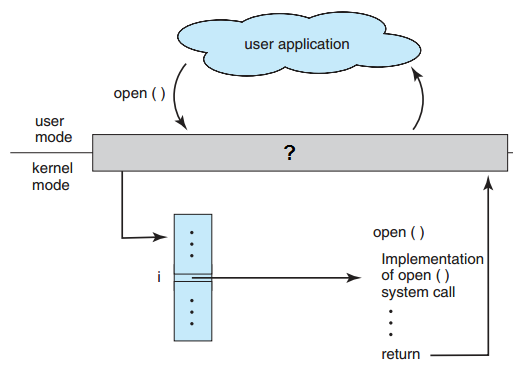 user application
open ( )
user
mode
?
kernel
mode
i
open ( )
Implementation
of open ( )
system call
return